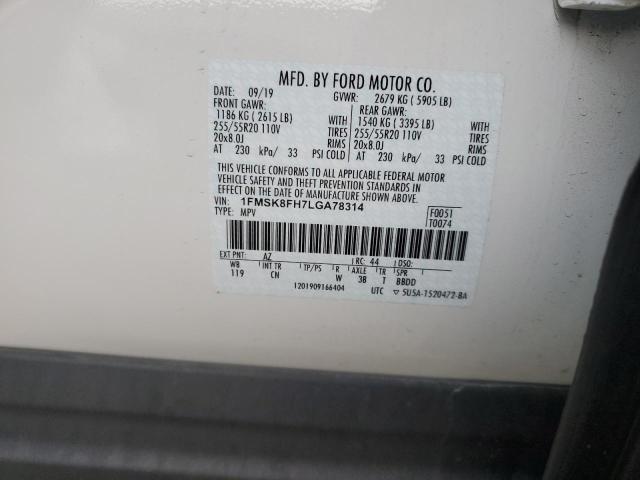 MFD. BY FORD MOTOR CO.
DATE: 09/19 GVWR: 2679 KG ( 5905 LB)
FRONT GAWR: REAR GAWR:
1186 KG ( 2615 LB) WITH 1540 KG ( 3395 LB) WITH
255/55R20 110V TIRES 255/55R20 110V TIRES
20x8.0J RIMS 20x8.0J RIMS
AT 230 kPa/ 33 PSI COLD AT 230 kPa/ 33 PSI COLD
THIS VEHICLE CONFORMS TO ALL APPLICABLE FEDERAL MOTOR
VEHICLE SAFETY AND THEFT PREVENTION STANDARDS IN
EFFECT ON THE DATE OF MANUFACTURE SHOWN ABOVE.
VIN: 1FMSK8FH7LGA78314 F0051
TYPE: MPV T0074
EXT PNT: AZ RC: 44 DSO:
WB INT TR TP/PS R AXLE TR SPR
119 CN W 3B T BBDD
1201909166404 UTC ▽ 5U5A-1520472-BA